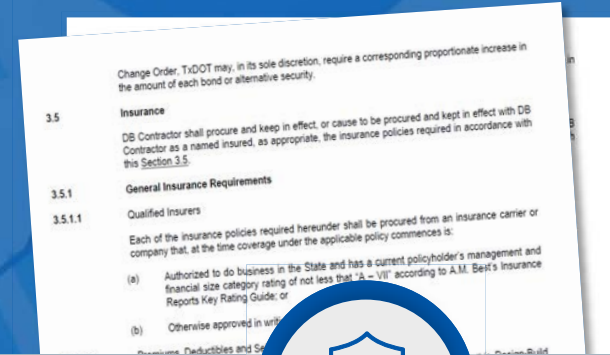 Change Order, TxDOT may, in its sole discretion, require a corresponding proportionate increase in
the amount of each bond or alternative security.
3.5 Insurance
DB Contractor shall procure and keep in effect, or cause to be procured and kept in effect with DB
Contractor as a named insured, as appropriate, the insurance policies required in accordance with
this Section 3.5.
3.5.1 General Insurance Requirements
3.5.1.1 Qualified Insurers
Each of the insurance policies required hereunder shall be procured from an insurance carrier or
company that, at the time coverage under the applicable policy commences is:
(a) Authorized to do business in the State and has a current policyholder's management and
financial size category rating of not less that "A – VII" according to A.M. Best's Insurance
Reports Key Rating Guide; or
(b) Otherwise approved in
Premiums, Deductibles and
Design-Build
in